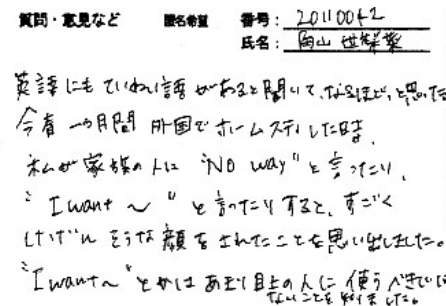 質問・意見など 匿名希望 番号: 20110042
氏名: 山
英語にもていねい語があると聞いて、なるほど、と思った
今春 一ヵ月間 外国でホームステイした時、
私が家族の人に "No way" と言ったり、
"I want ~" と言ったりすると、すごく
けげんそうな顔をされたことを思い出しました。
"I want ~" とかはあまり目上の人に使うべきでは
ないことを知りました。